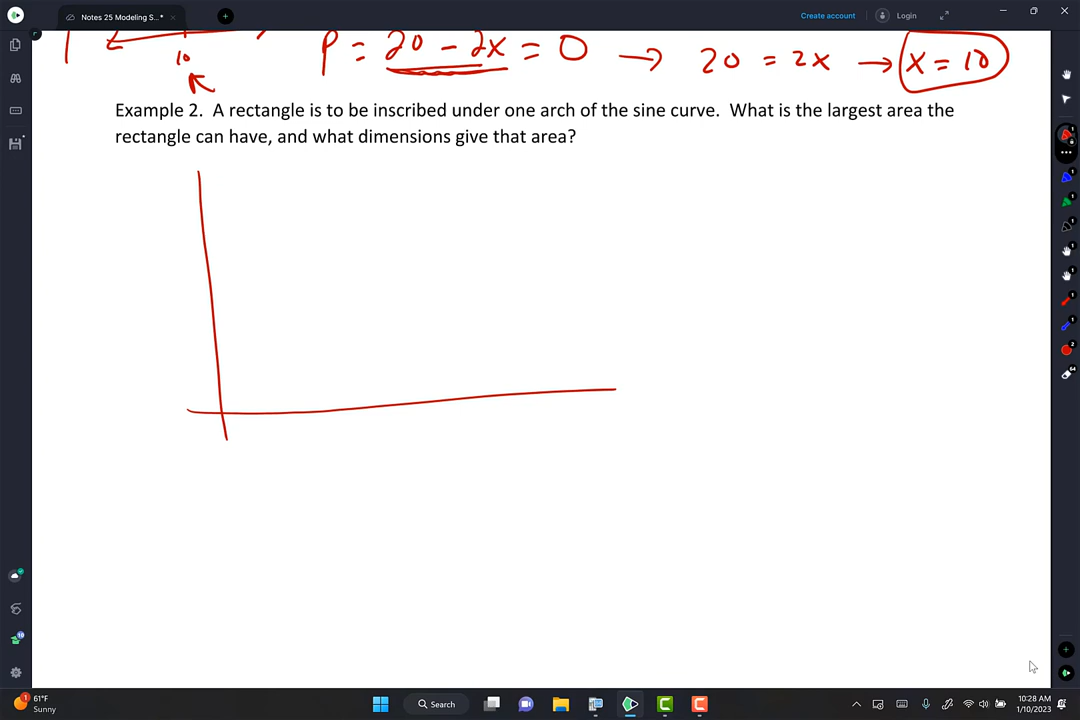 Notes 25 Modeling S...*
Create account
Login
10
P = 20 - 2x = 0 → 20 = 2x → x = 10
Example 2. A rectangle is to be inscribed under one arch of the sine curve. What is the largest area the
rectangle can have, and what dimensions give that area?
61°F
Sunny
Search
10:28 AM
1/10/2023